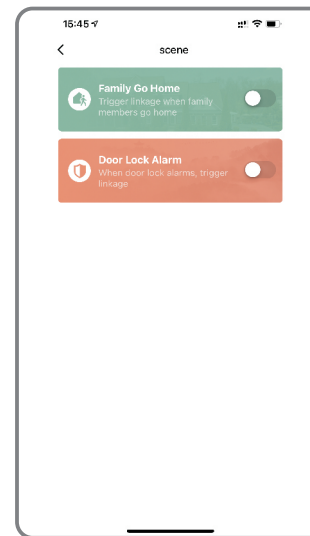 15:45
scene
Family Go Home
Trigger linkage when family
members go home
Door Lock Alarm
When door lock alarms, trigger
linkage